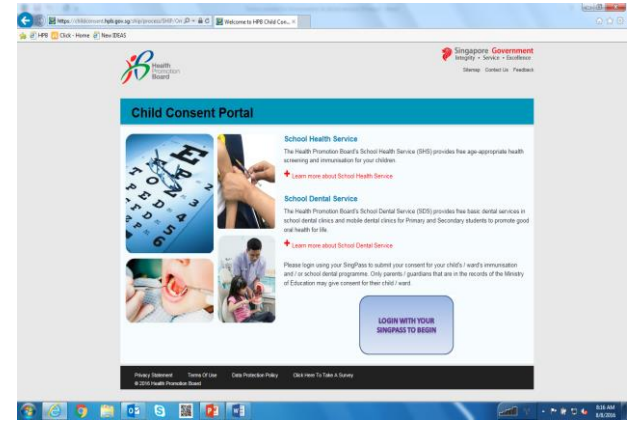 Welcome to HPB Child Con...
HPB
Click - Home
New IDEAS
Health
Promotion
Board
Singapore Government
Integrity • Service • Excellence
Sitemap Contact Us Feedback
Child Consent Portal
School Health Service
The Health Promotion Board's School Health Service (SHS) provides free age-appropriate health
screening and immunisation for your children.
Learn more about School Health Service
School Dental Service
The Health Promotion Board's School Dental Service (SDS) provides free basic dental services in
school dental clinics and mobile dental clinics for Primary and Secondary students to promote good
oral health for life.
Learn more about School Dental Service
Please login using your SingPass to submit your consent for your child's / ward's immunisation
and / or school dental programme. Only parents / guardians that are in the records of the Ministry
of Education may give consent for their child / ward.
LOGIN WITH YOUR
SINGPASS TO BEGIN
Privacy Statement Terms Of Use Data Protection Policy Click Here To Take A Survey
© 2016 Health Promotion Board
8:16 AM
8/8/2016